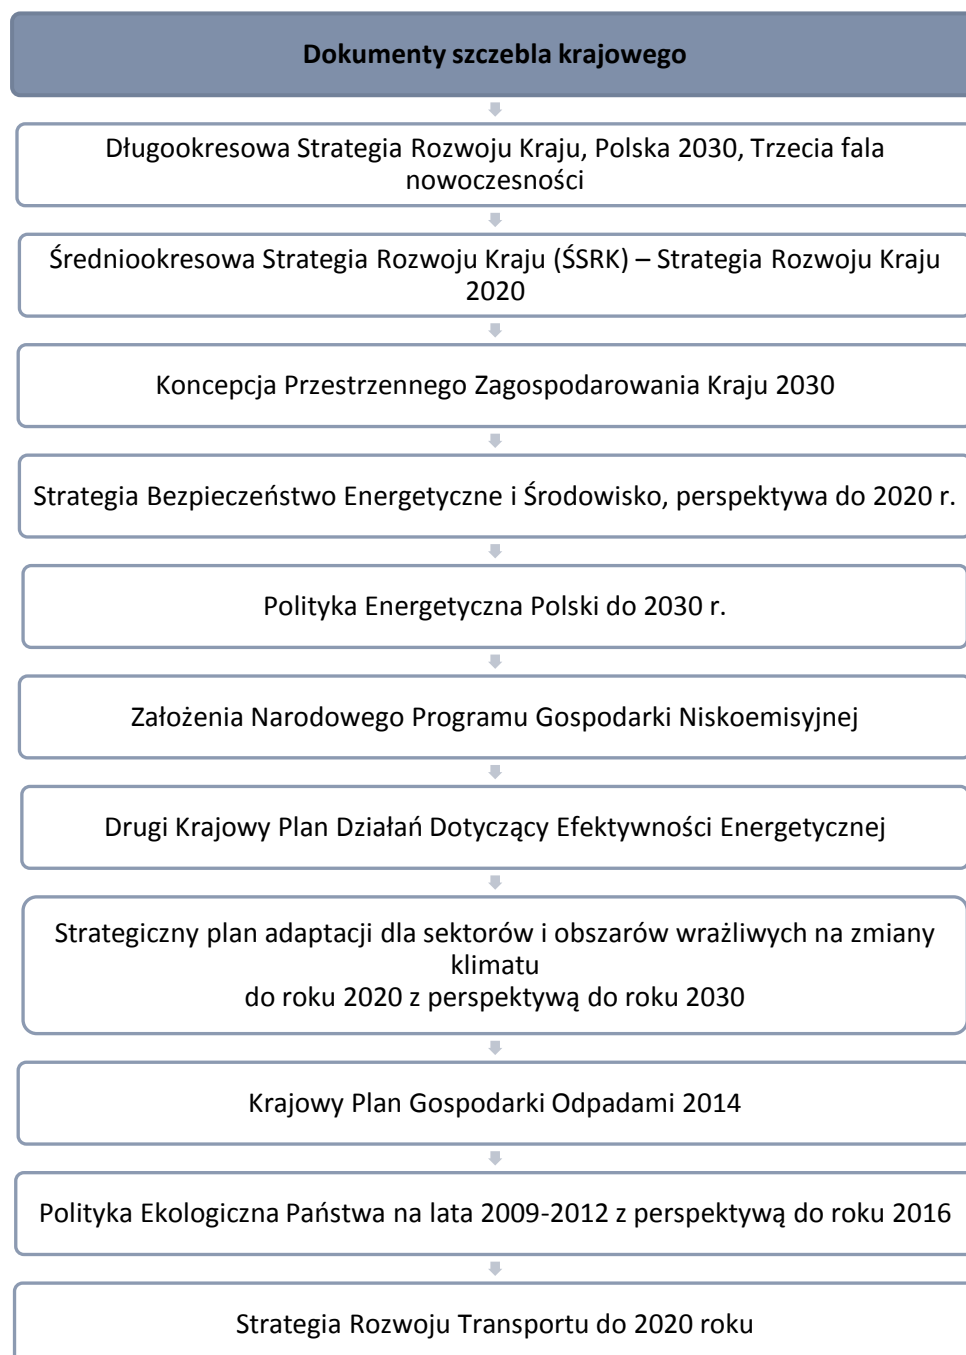 Dokumenty szczebla krajowego
Długookresowa Strategia Rozwoju Kraju, Polska 2030, Trzecia fala
nowoczesności
Średniookresowa Strategia Rozwoju Kraju (ŚSRK) – Strategia Rozwoju Kraju
2020
Koncepcja Przestrzennego Zagospodarowania Kraju 2030
Strategia Bezpieczeństwo Energetyczne i Środowisko, perspektywa do 2020 r.
Polityka Energetyczna Polski do 2030 r.
Założenia Narodowego Programu Gospodarki Niskoemisyjnej
Drugi Krajowy Plan Działań Dotyczący Efektywności Energetycznej
Strategiczny plan adaptacji dla sektorów i obszarów wrażliwych na zmiany
klimatu
do roku 2020 z perspektywą do roku 2030
Krajowy Plan Gospodarki Odpadami 2014
Polityka Ekologiczna Państwa na lata 2009-2012 z perspektywą do roku 2016
Strategia Rozwoju Transportu do 2020 roku